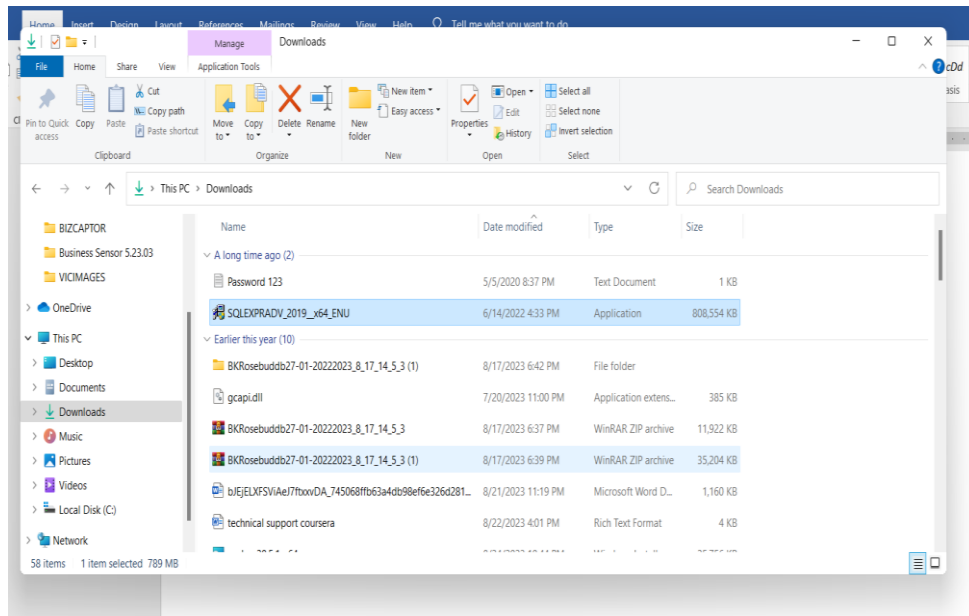 Home Insert Design Layout References Mailings Review View Help Tell me what you want to do
Manage Downloads
File Home Share View Application Tools
cDd
asis
Pin to Quick access
Copy
Paste
Cut
Copy path
Paste shortcut
Clipboard
Move to
Copy to
Delete
Rename
Organize
New folder
New item
Easy access
New
Properties
Open
Edit
History
Open
Select all
Select none
Invert selection
Select
This PC > Downloads
Search Downloads
BIZCAPTOR
Business Sensor 5.23.03
VICIMAGES
OneDrive
This PC
Desktop
Documents
Downloads
Music
Pictures
Videos
Local Disk (C:)
Network
Name Date modified Type Size
A long time ago (2)
Password 123 5/5/2020 8:37 PM Text Document 1 KB
SQLEXPRADV_2019__x64_ENU 6/14/2022 4:33 PM Application 808,554 KB
Earlier this year (10)
BKRosebuddb27-01-20222023_8_17_14_5_3 (1) 8/17/2023 6:42 PM File folder
gcapi.dll 7/20/2023 11:00 PM Application extens... 385 KB
BKRosebuddb27-01-20222023_8_17_14_5_3 8/17/2023 6:37 PM WinRAR ZIP archive 11,922 KB
BKRosebuddb27-01-20222023_8_17_14_5_3 (1) 8/17/2023 6:39 PM WinRAR ZIP archive 35,204 KB
bJEjELXFSViAeJ7ftxxvDA_745068ffb63a4db98ef6e326d281... 8/21/2023 11:19 PM Microsoft Word D... 1,160 KB
technical support coursera 8/22/2023 4:01 PM Rich Text Format 4 KB
58 items 1 item selected 789 MB